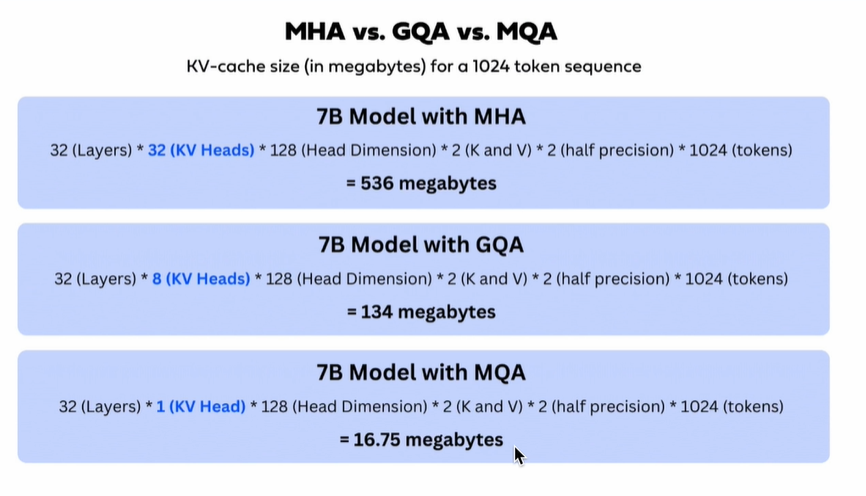 MHA vs. GQA vs. MQA
KV-cache size (in megabytes) for a 1024 token sequence
7B Model with MHA
32 (Layers) * 32 (KV Heads) * 128 (Head Dimension) * 2 (K and V) * 2 (half precision) * 1024 (tokens)
= 536 megabytes
7B Model with GQA
32 (Layers) * 8 (KV Heads) * 128 (Head Dimension) * 2 (K and V) * 2 (half precision) * 1024 (tokens)
= 134 megabytes
7B Model with MQA
32 (Layers) * 1 (KV Head) * 128 (Head Dimension) * 2 (K and V) * 2 (half precision) * 1024 (tokens)
= 16.75 megabytes